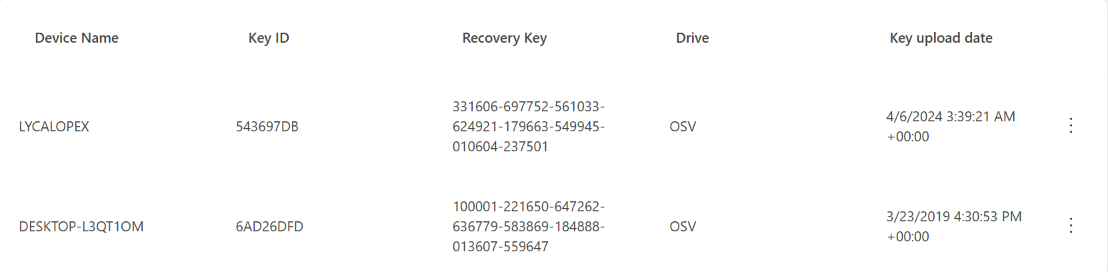 Device Name Key ID Recovery Key Drive Key upload date
331606-697752-561033-
4/6/2024 3:39:21 AM
LYCALOPEX 543697DB 624921-179663-549945- OSV
+00:00
010604-237501
100001-221650-647262-
3/23/2019 4:30:53 PM
DESKTOP-L3QT1OM 6AD26DFD 636779-583869-184888- OSV
+00:00
013607-559647